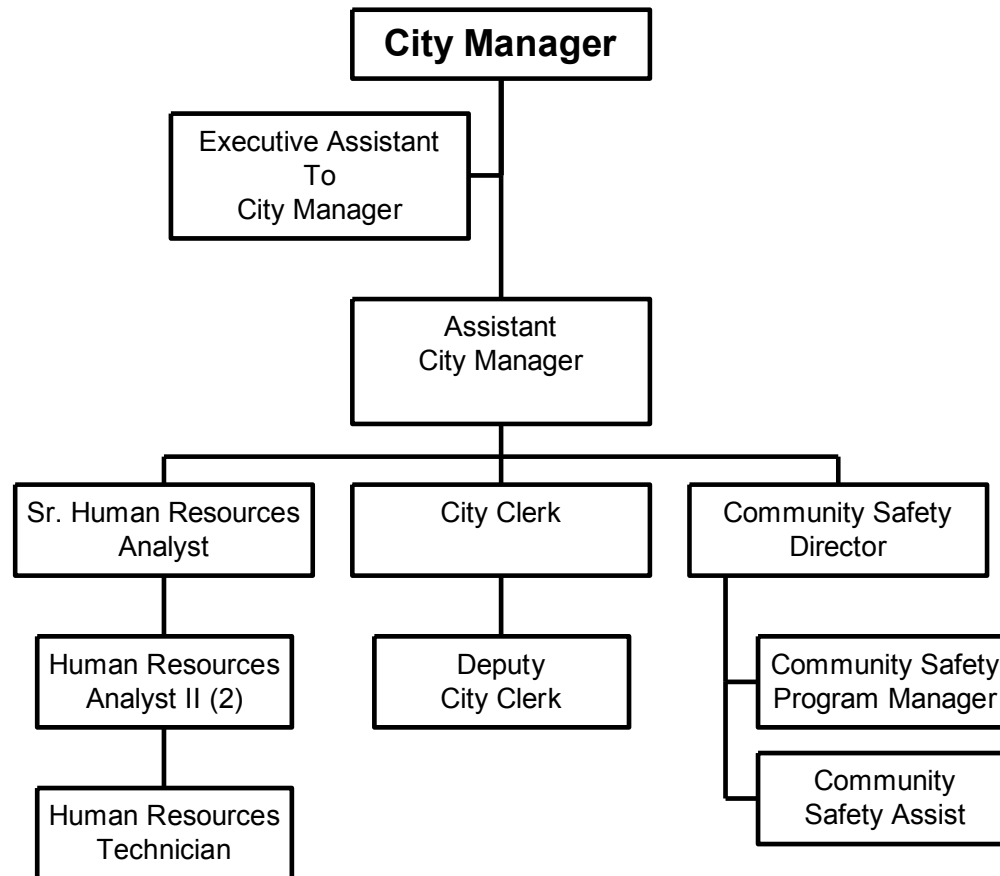 City Manager
Executive Assistant
To
City Manager
Assistant
City Manager
Sr. Human Resources
Analyst
City Clerk
Community Safety
Director
Human Resources
Analyst II (2)
Deputy
City Clerk
Community Safety
Program Manager
Human Resources
Technician
Community
Safety Assist